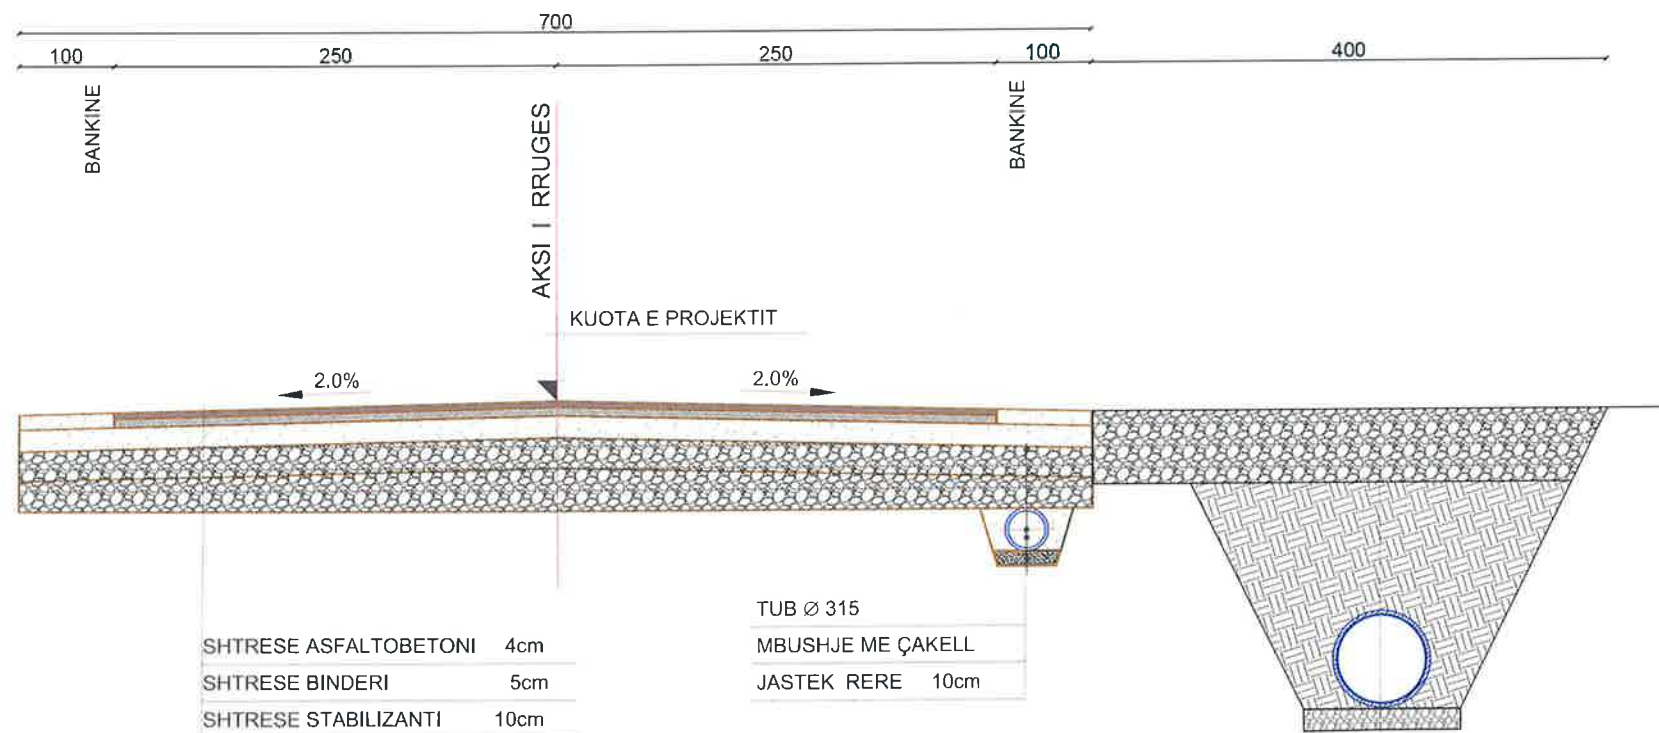 700
100 250 250 100 400
BANKINE
BANKINE
AKSI I RRUGES
KUOTA E PROJEKTIT
2.0% 2.0%
TUB Ø 315
MBUSHJE ME ÇAKELL
JASTEK RERE 10cm
SHTRESE ASFALTOBETONI 4cm
SHTRESE BINDERI 5cm
SHTRESE STABILIZANTI 10cm